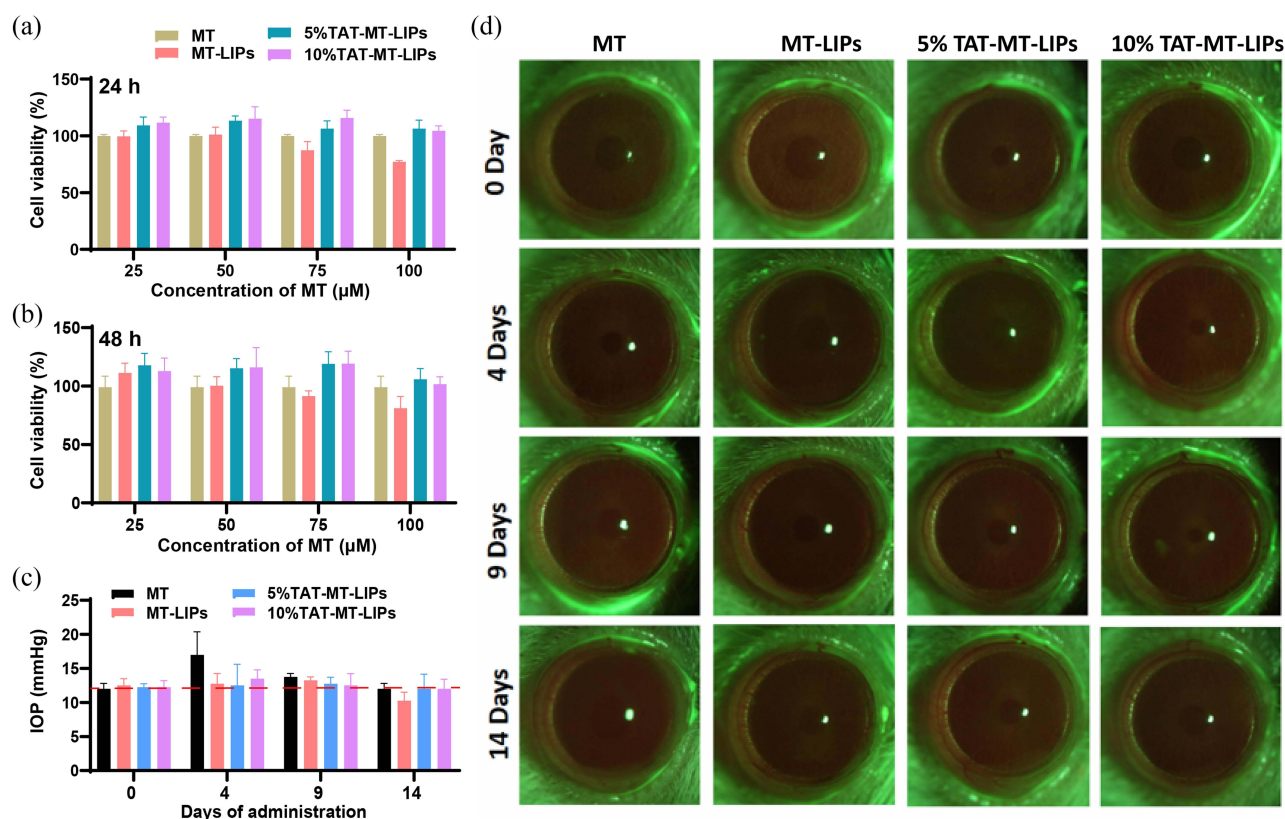 (a)
MT
5%TAT-MT-LIPs
MT-LIPs
10%TAT-MT-LIPs
24 h
Cell viability (%)
150
100
50
0
25 50 75 100
Concentration of MT (µM)
(b)
48 h
Cell viability (%)
150
100
50
0
25 50 75 100
Concentration of MT (µM)
(c)
MT
5%TAT-MT-LIPs
MT-LIPs
10%TAT-MT-LIPs
IOP (mmHg)
25
20
15
10
5
0
0 4 9 14
Days of administration
(d)
MT MT-LIPs 5% TAT-MT-LIPs 10% TAT-MT-LIPs
0 Day
4 Days
9 Days
14 Days